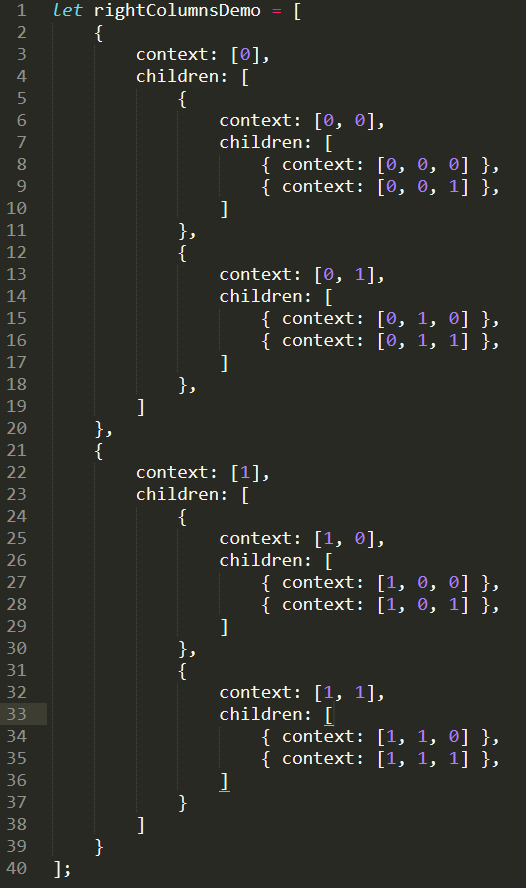 1 let rightColumnsDemo = [
2     {
3         context: [0],
4         children: [
5             {
6                 context: [0, 0],
7                 children: [
8                     { context: [0, 0, 0] },
9                     { context: [0, 0, 1] },
10                 ]
11             },
12             {
13                 context: [0, 1],
14                 children: [
15                     { context: [0, 1, 0] },
16                     { context: [0, 1, 1] },
17                 ]
18             },
19         ]
20     },
21     {
22         context: [1],
23         children: [
24             {
25                 context: [1, 0],
26                 children: [
27                     { context: [1, 0, 0] },
28                     { context: [1, 0, 1] },
29                 ]
30             },
31             {
32                 context: [1, 1],
33                 children: [
34                     { context: [1, 1, 0] },
35                     { context: [1, 1, 1] },
36                 ]
37             }
38         ]
39     }
40 ];